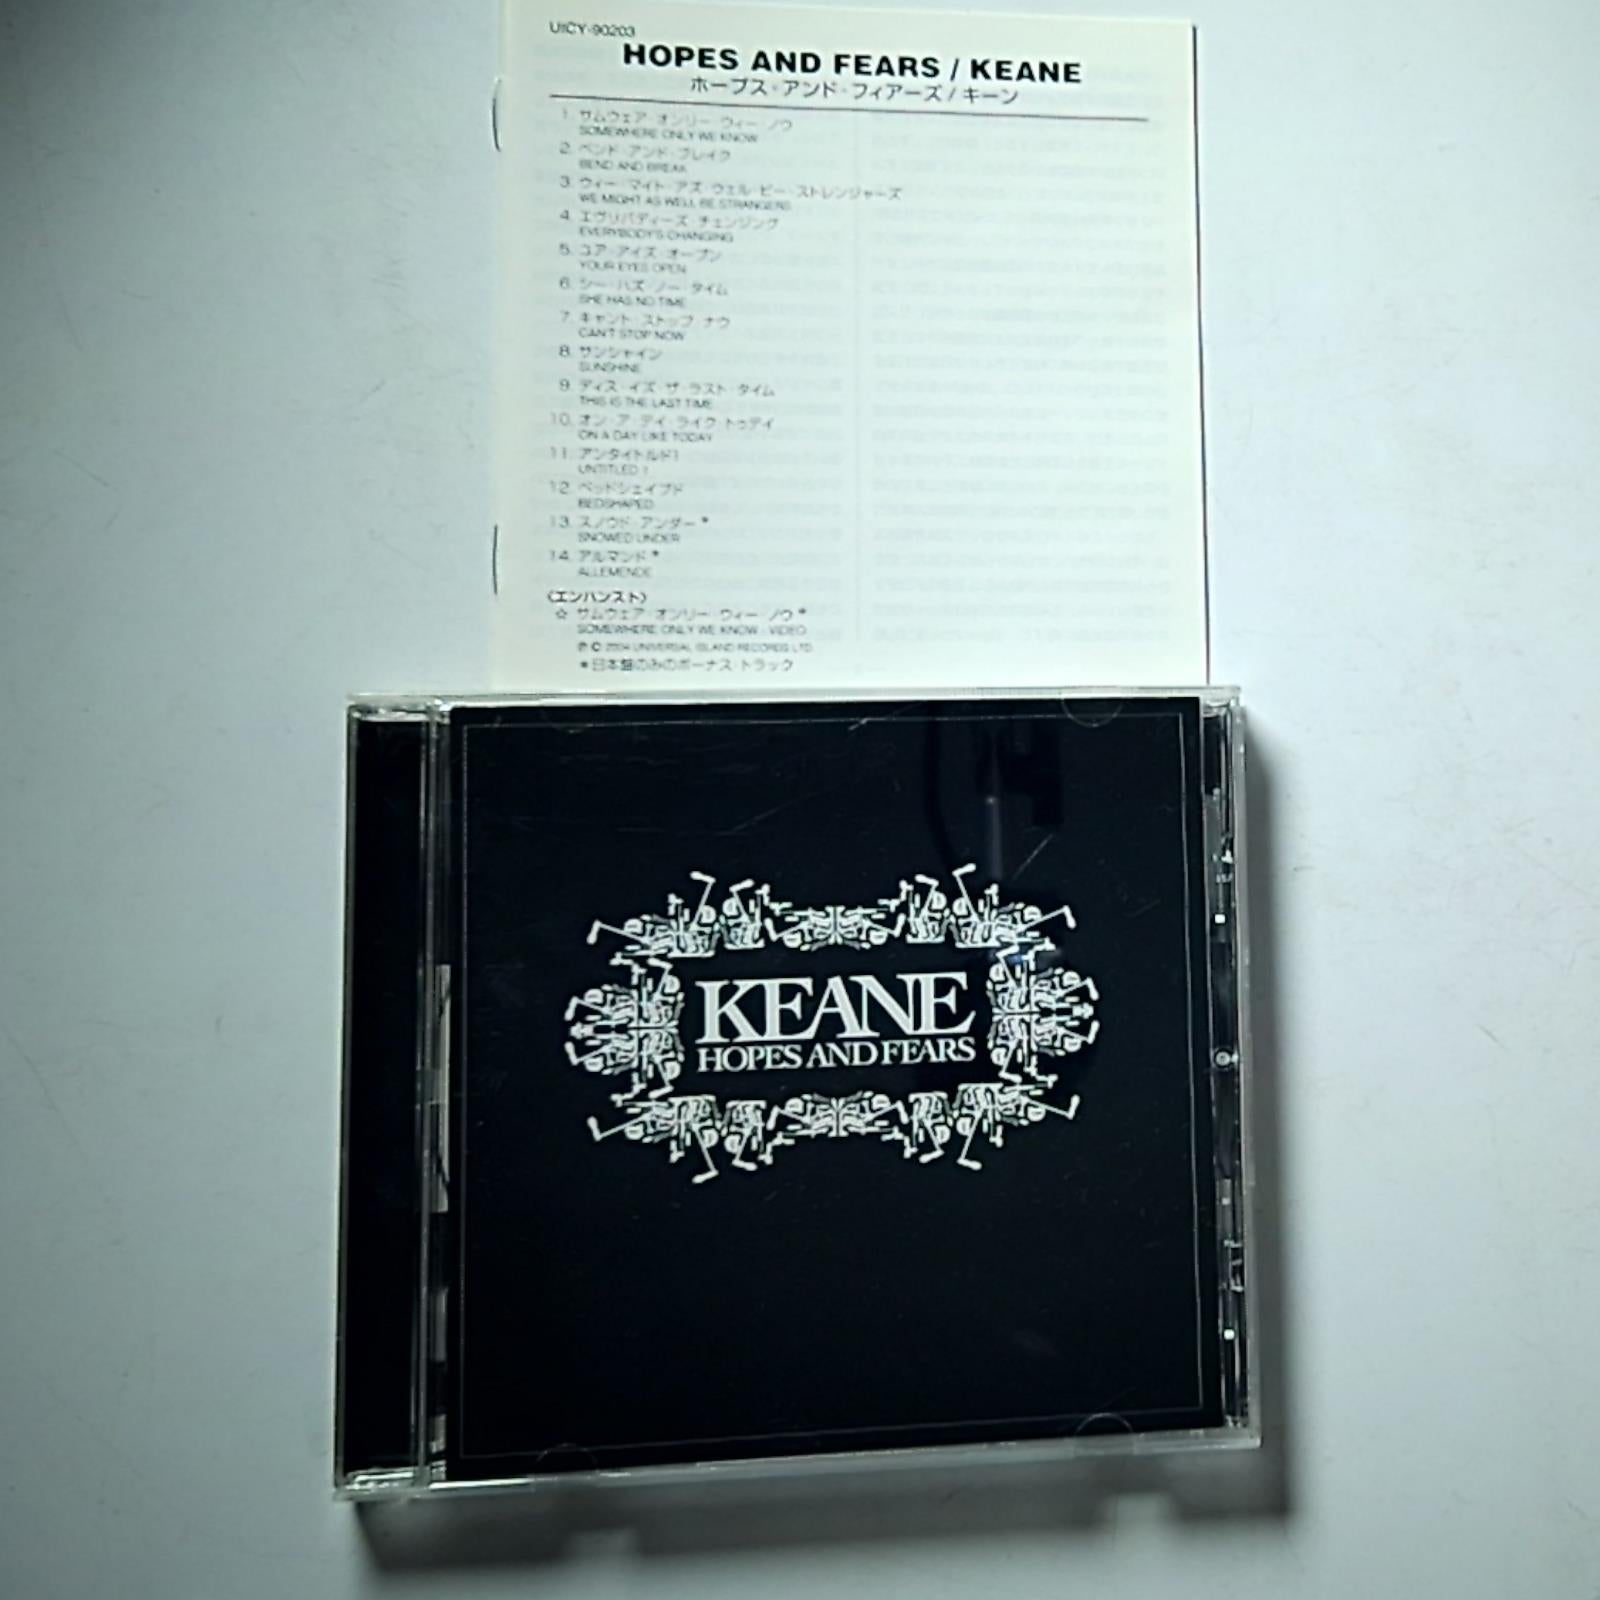 UICY-90203
HOPES AND FEARS / KEANE
ホープス・アンド・フィアーズ / キーン
1. サムウェア・オンリー・ウィー・ノウ
SOMEWHERE ONLY WE KNOW
2. ベンド・アンド・ブレイク
BEND AND BREAK
3. ウィー・マイト・アズ・ウェル・ビー・ストレンジャーズ
WE MIGHT AS WELL BE STRANGERS
4. エヴリバディーズ・チェンジング
EVERYBODY'S CHANGING
5. ユア・アイズ・オープン
YOUR EYES OPEN
6. シー・ハズ・ノー・タイム
SHE HAS NO TIME
7. キャント・ストップ・ナウ
CAN'T STOP NOW
8. サンシャイン
SUNSHINE
9. ディス・イズ・ザ・ラスト・タイム
THIS IS THE LAST TIME
10. オン・ア・デイ・ライク・トゥデイ
ON A DAY LIKE TODAY
11. アンタイトルド1
UNTITLED 1
12. ベッドシェイプド
BEDSHAPED
13. スノウド・アンダー *
SNOWED UNDER
14. アルマンド *
ALLEMENDE
〈エンハンスト〉
☆ サムウェア・オンリー・ウィー・ノウ *
SOMEWHERE ONLY WE KNOW - VIDEO
℗ © 2004 UNIVERSAL ISLAND RECORDS LTD.
*日本盤のみのボーナス・トラック
KEANE
HOPES AND FEARS